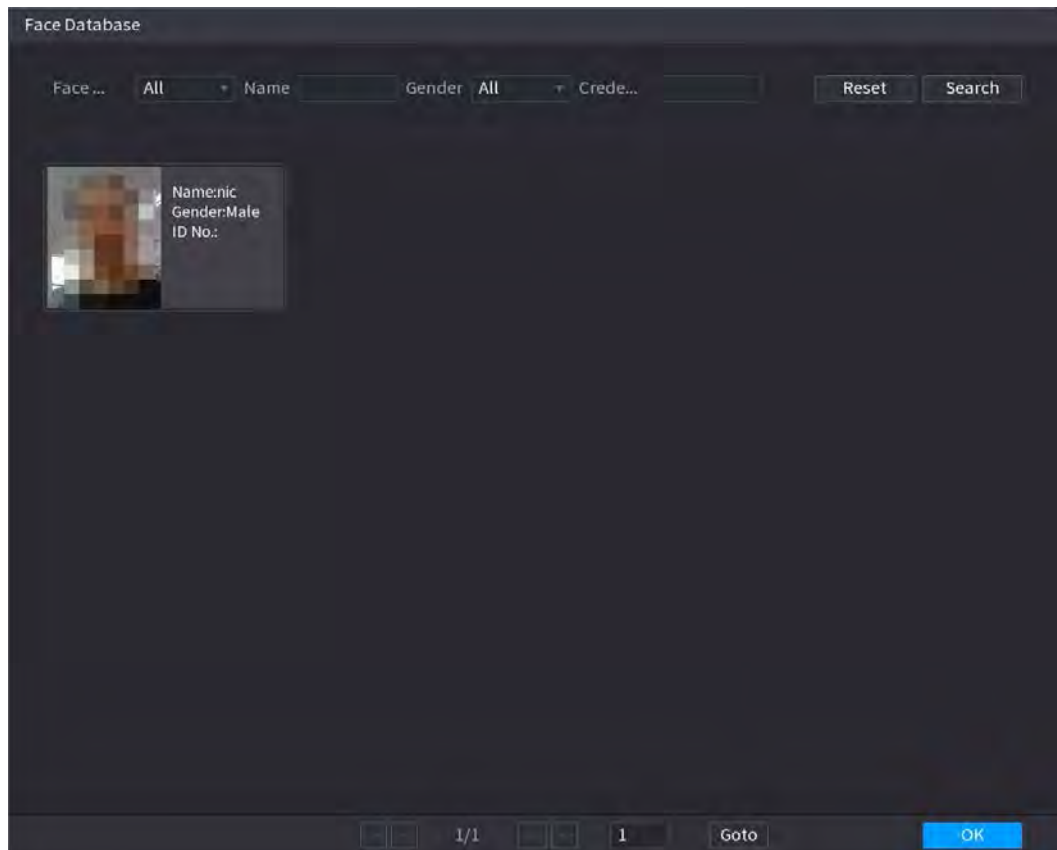 Face Database
Face ... All Name Gender All Crede... Reset Search
Name:nic
Gender:Male
ID No.:
1/1 1 Goto OK